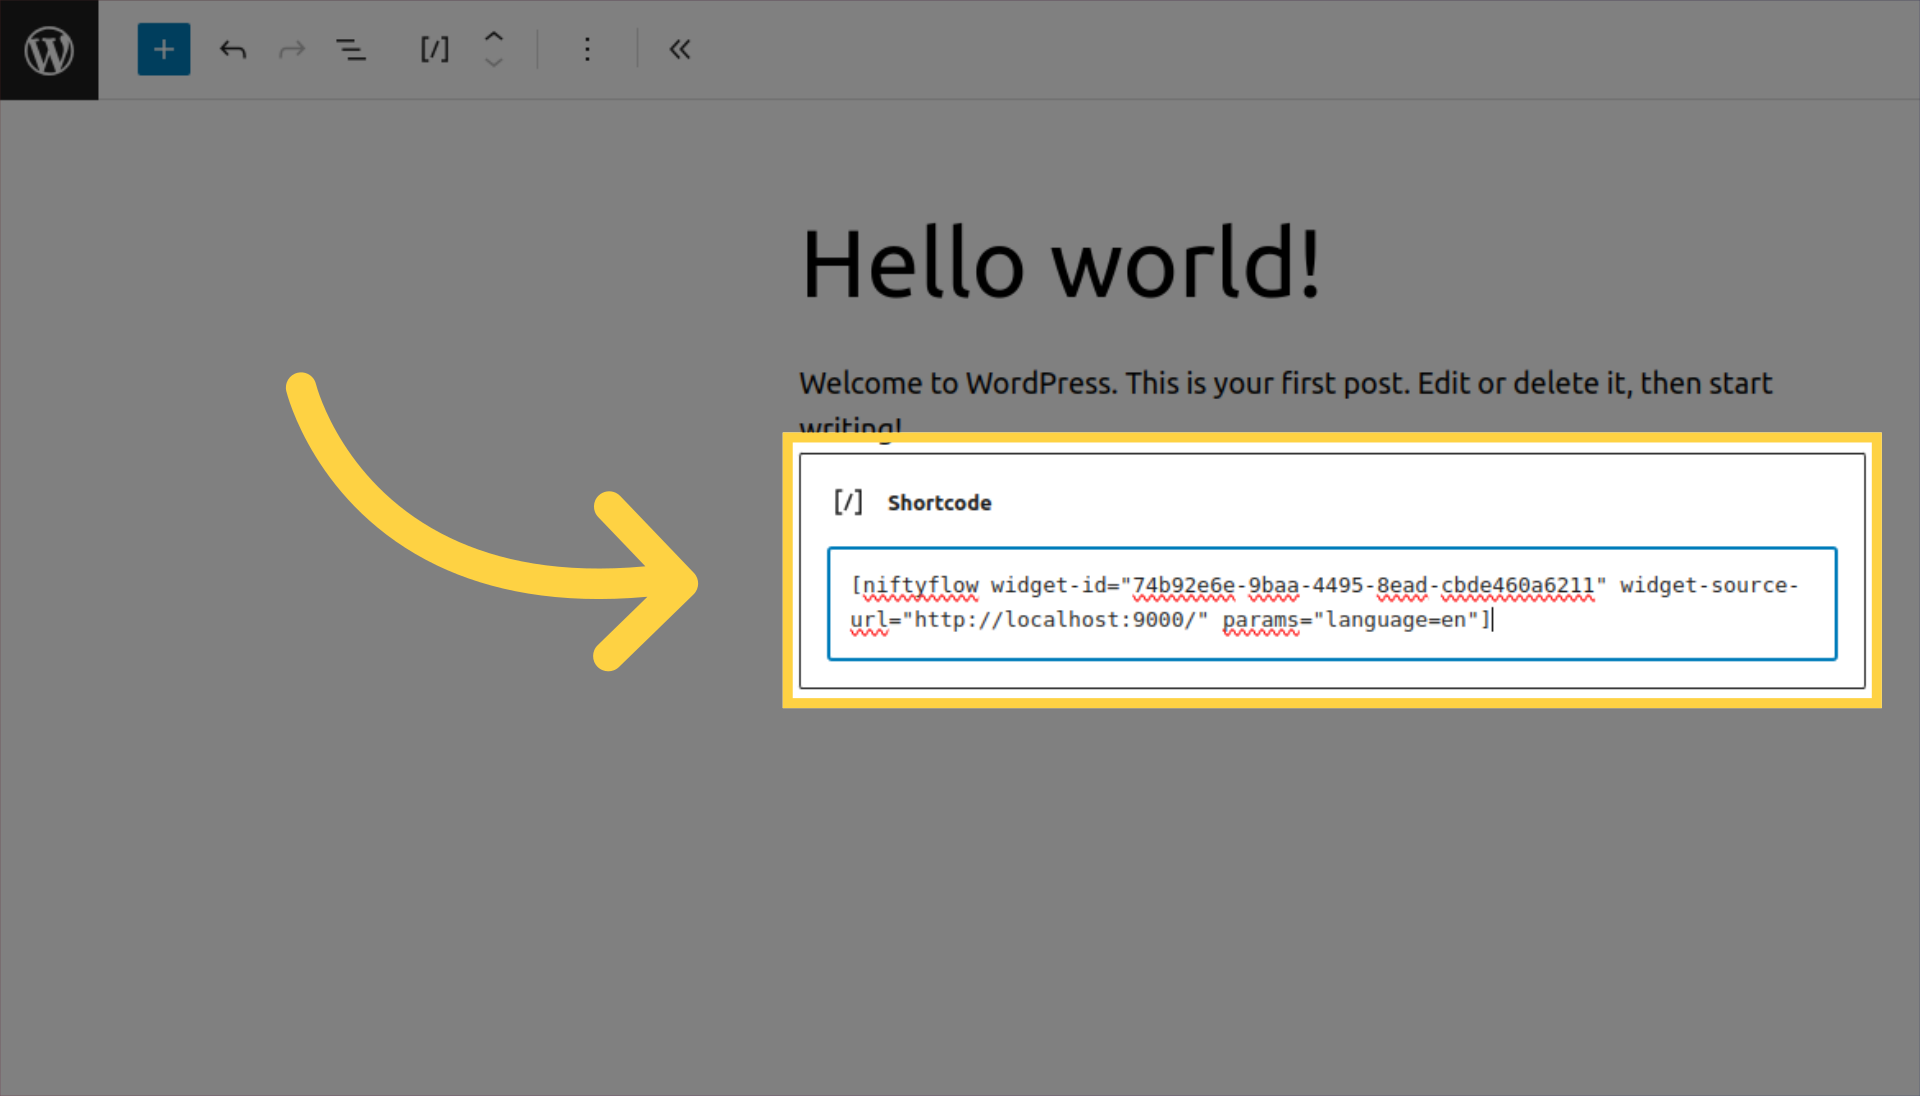 [/]
Hello world!
Welcome to WordPress. This is your first post. Edit or delete it, then start
writing!
[/] Shortcode
[niftyflow widget-id="74b92e6e-9baa-4495-8ead-cbde460a6211" widget-source-
url="http://localhost:9000/" params="language=en"]